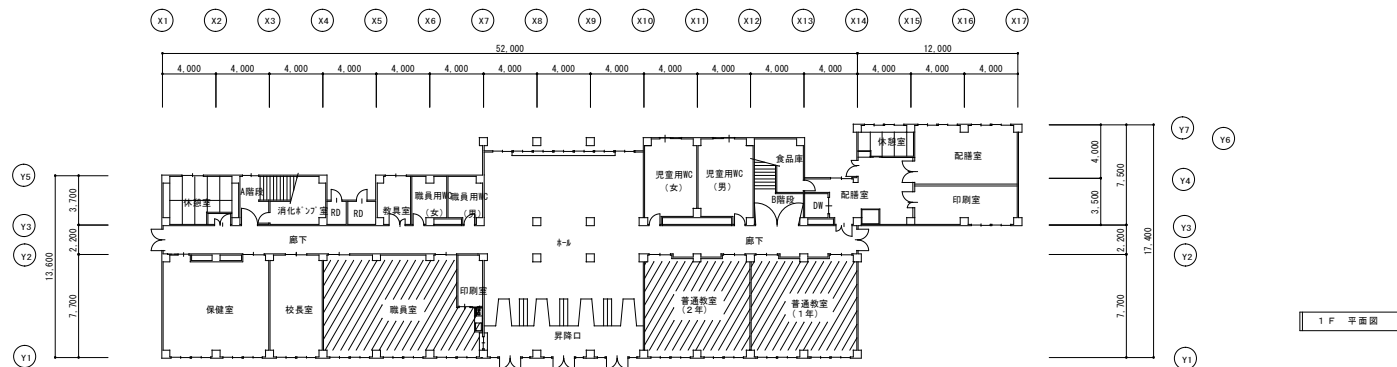 X1 X2 X3 X4 X5 X6 X7 X8 X9 X10 X11 X12 X13 X14 X15 X16 X17
52,000 12,000
4,000 4,000 4,000 4,000 4,000 4,000 4,000 4,000 4,000 4,000 4,000 4,000 4,000 4,000 4,000 4,000
Y7
Y6
Y5
Y4
Y3
Y2
Y1
Y3
Y2
Y1
3,700
2,200
7,700
13,600
4,000
3,500
7,500
2,200
7,700
17,400
休憩室
A階段
消化ポンプ室
RD
RD
教具室
職員用WC
(女)
職員用WC
(男)
ホール
児童用WC
(女)
児童用WC
(男)
食品庫
B階段
DW
配膳室
休憩室
配膳室
印刷室
廊下
廊下
保健室
校長室
職員室
印刷室
昇降口
普通教室
(2年)
普通教室
(1年)
1F 平面図